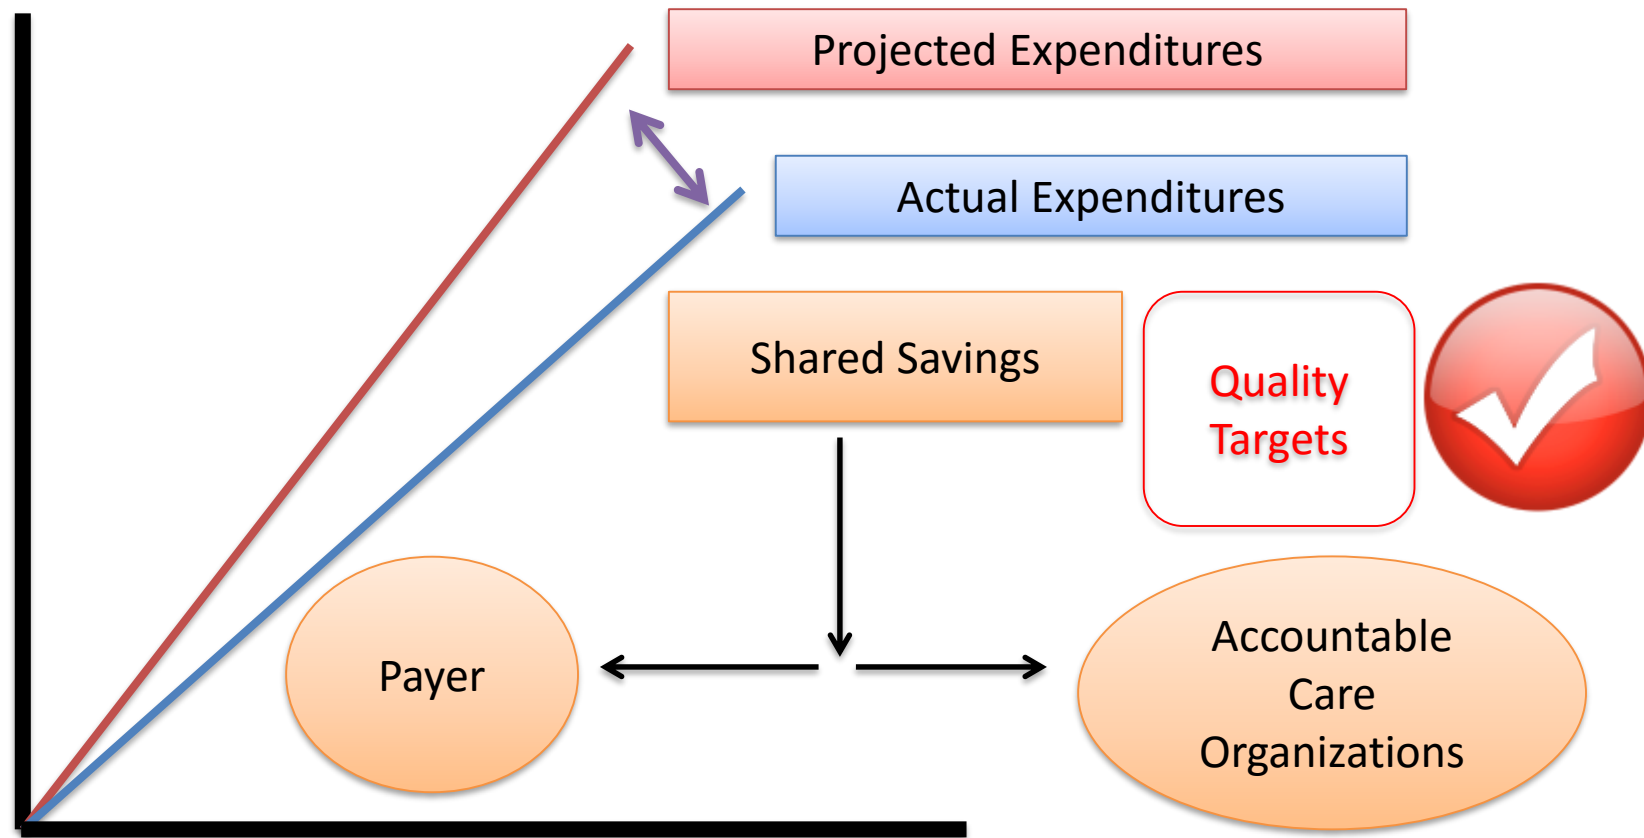 Projected Expenditures
Actual Expenditures
Shared Savings
Quality
Targets
Payer
Accountable
Care
Organizations